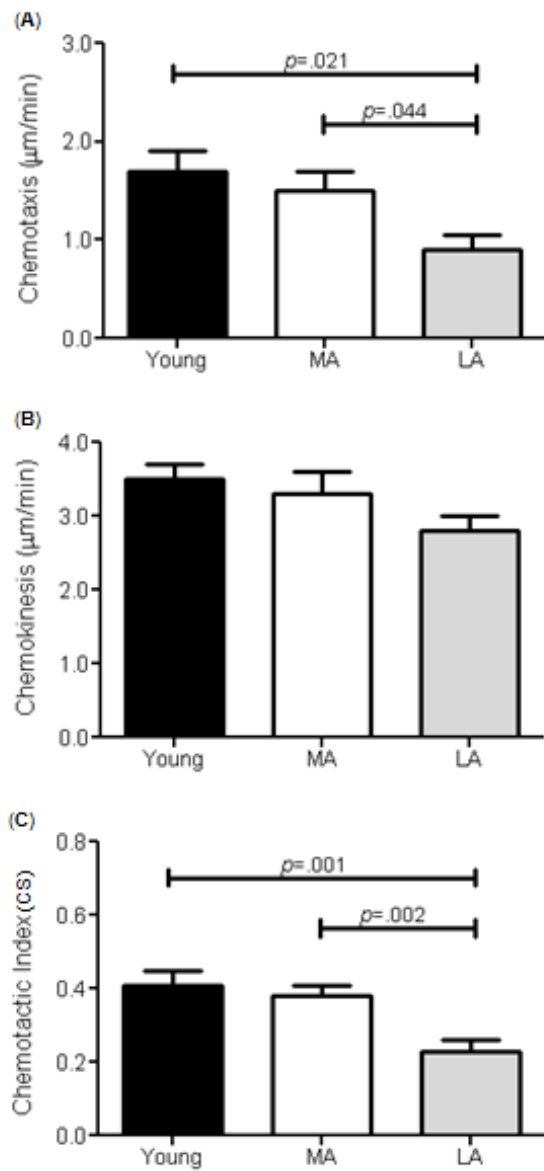 (A)
Chemotaxis (µm/min)
3.0
2.0
1.0
0.0
p=.021
p=.044
Young MA LA
(B)
Chemokinesis (µm/min)
4.0
3.0
2.0
1.0
0.0
Young MA LA
(C)
Chemotactic Index(CS)
0.8
0.6
0.4
0.2
0.0
p=.001
p=.002
Young MA LA